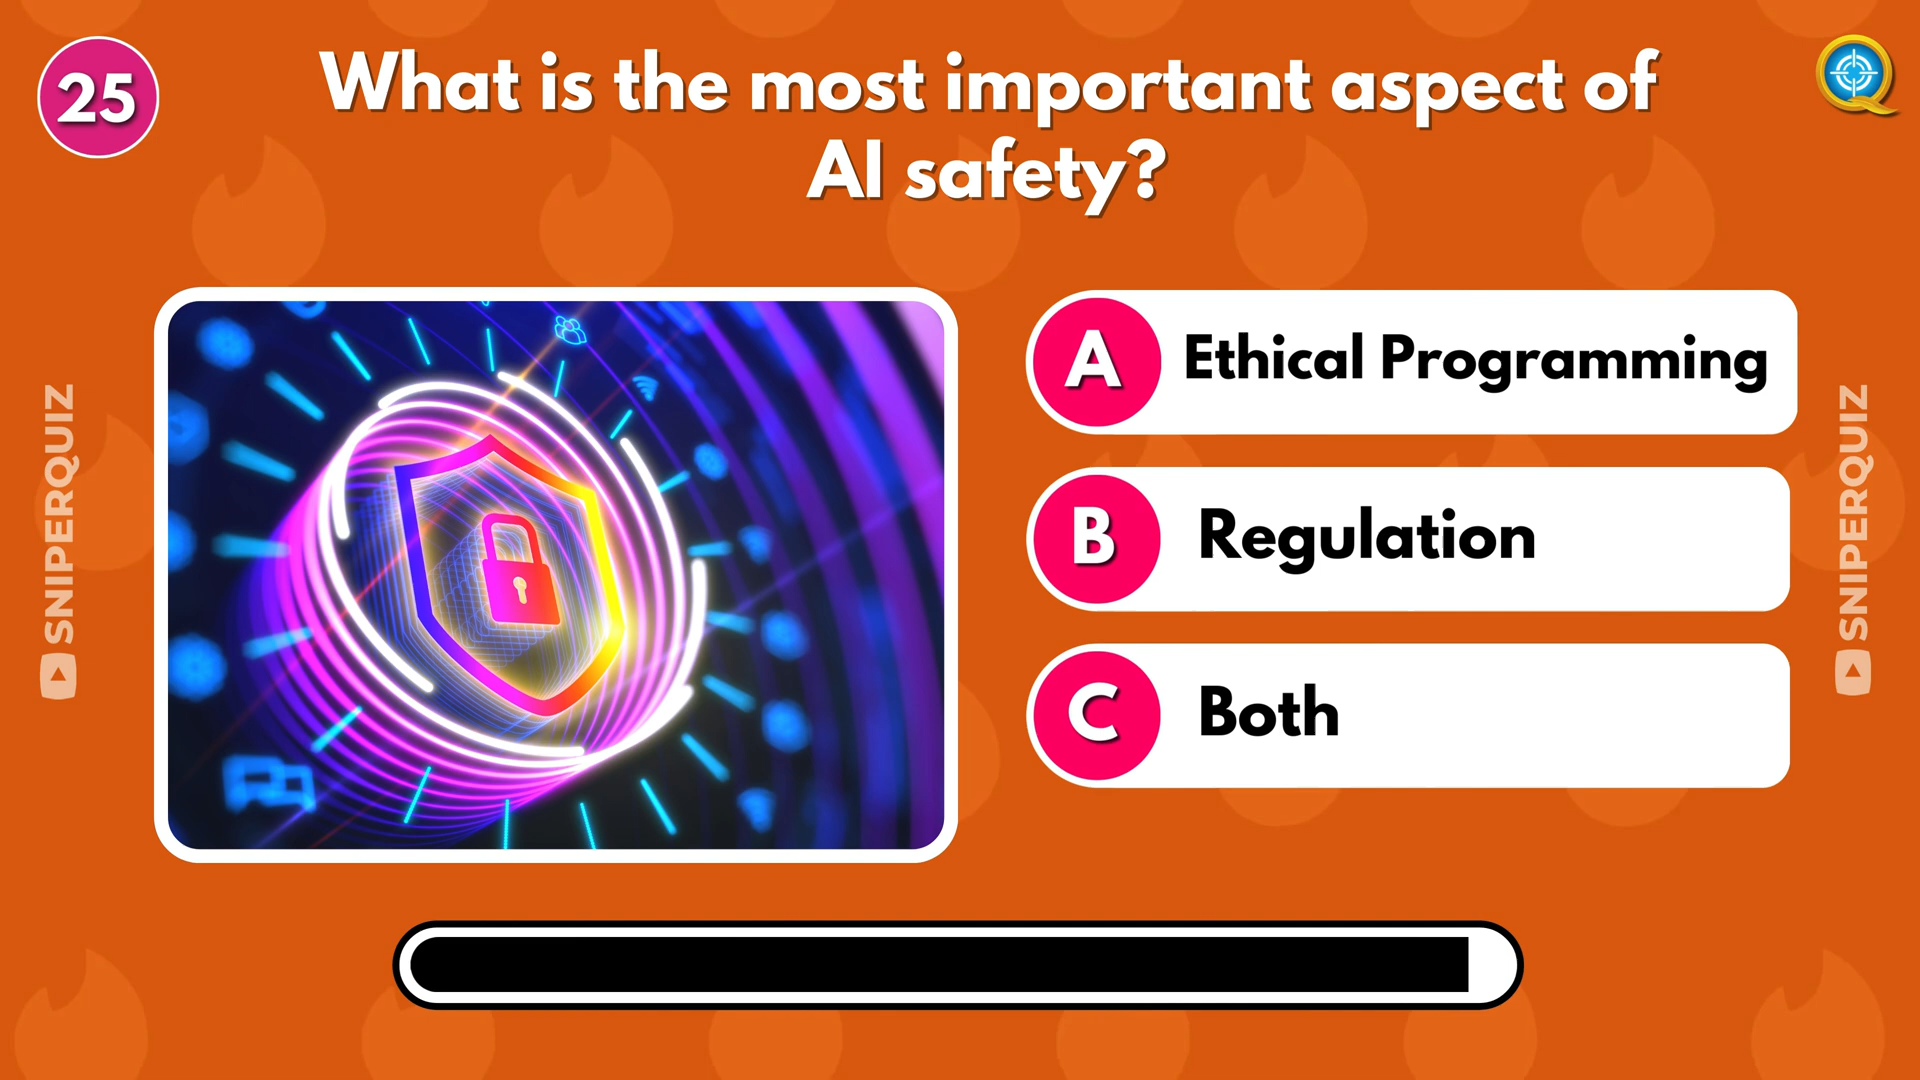 25
What is the most important aspect of
AI safety?
A Ethical Programming
B Regulation
C Both
SNIPERQUIZ
SNIPERQUIZ